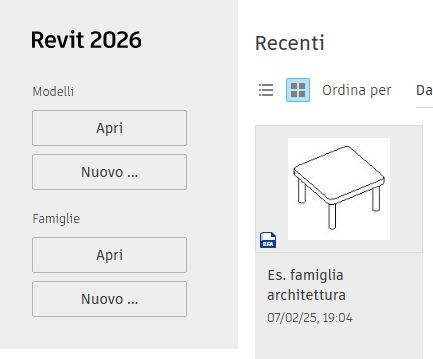 Revit 2026
Modelli
Apri
Nuovo ...
Famiglie
Apri
Nuovo ...
Recenti
Ordina per
Da
RFA
Es. famiglia
architettura
07/02/25, 19:04